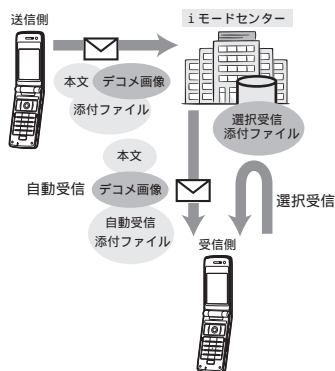 送信側
iモードセンター
本文 デコメ画像
添付ファイル
選択受信
添付ファイル
本文
自動受信 デコメ画像
自動受信
添付ファイル
選択受信
受信側